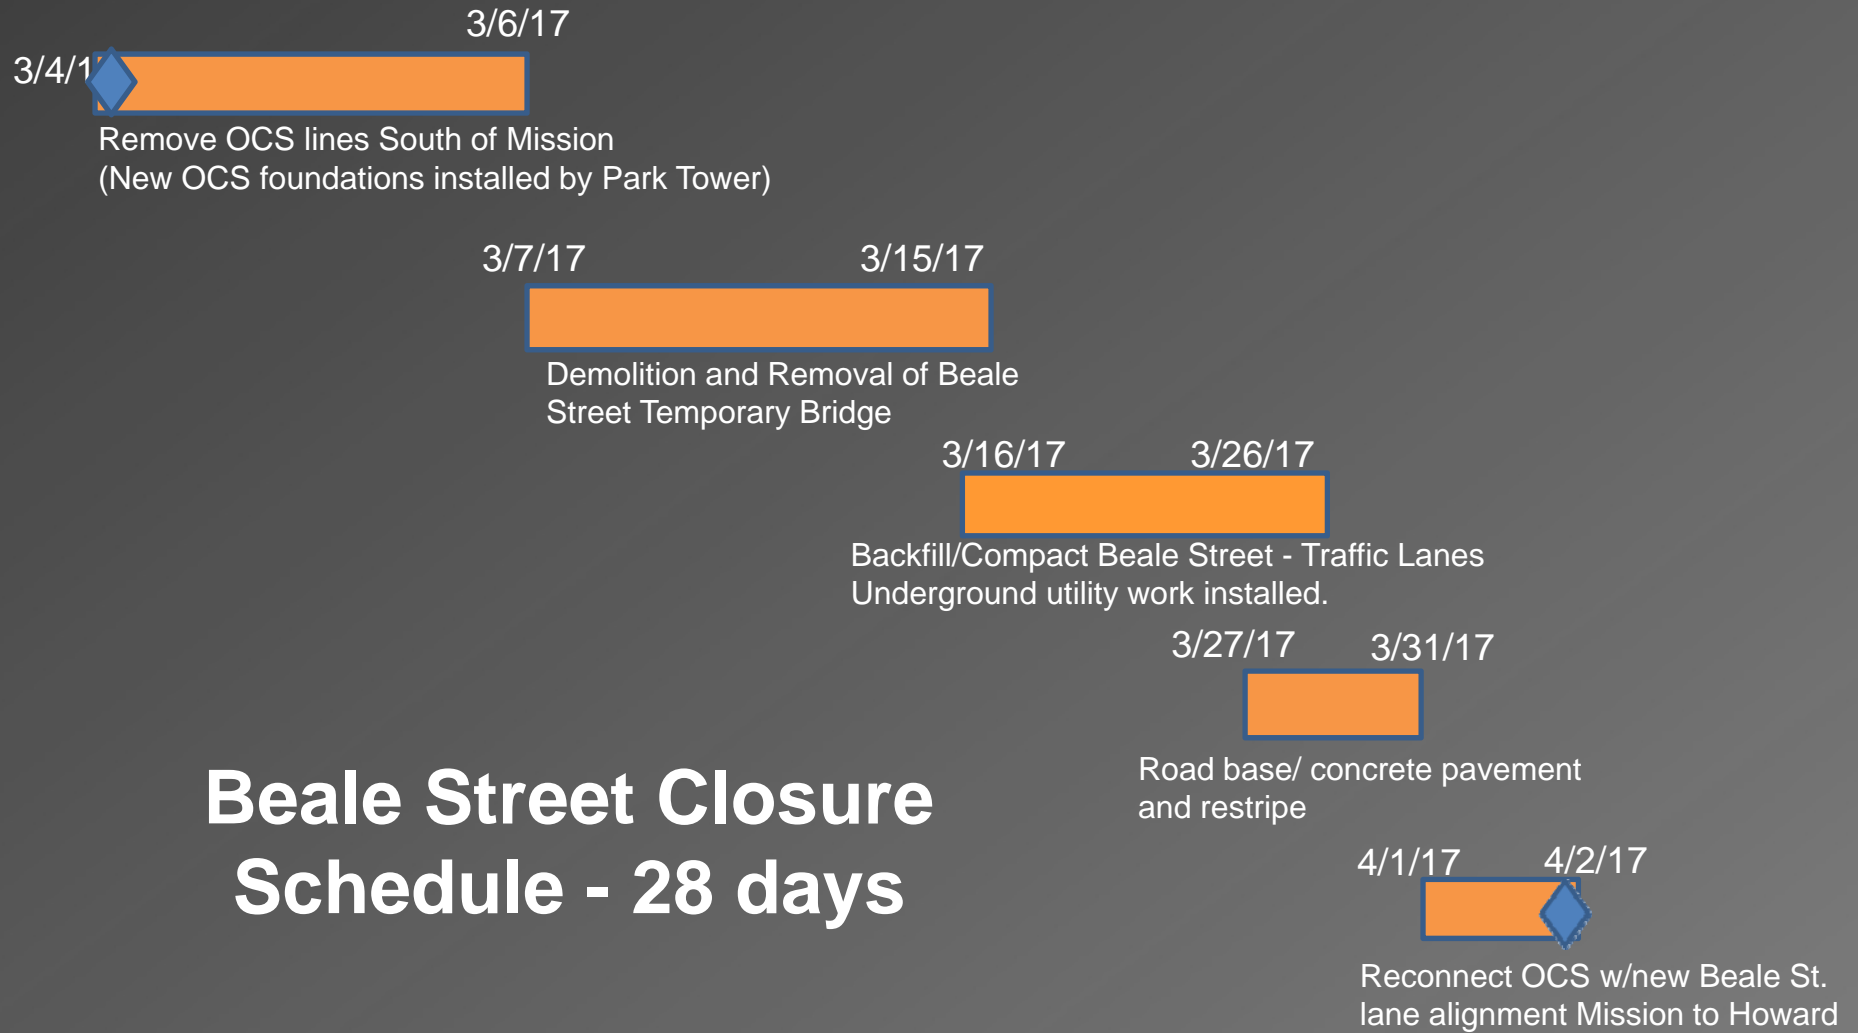 3/6/17
3/4/1
Remove OCS lines South of Mission
(New OCS foundations installed by Park Tower)
3/7/17 3/15/17
Demolition and Removal of Beale
Street Temporary Bridge
3/16/17 3/26/17
Backfill/Compact Beale Street - Traffic Lanes
Underground utility work installed.
3/27/17 3/31/17
Road base/ concrete pavement
and restripe
Beale Street Closure
Schedule - 28 days
4/1/17 4/2/17
Reconnect OCS w/new Beale St.
lane alignment Mission to Howard